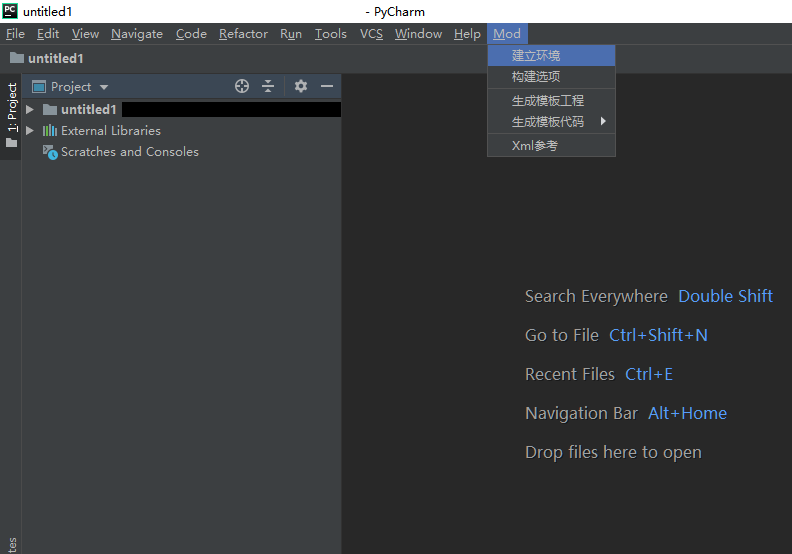 PC untitled1 - PyCharm
File Edit View Navigate Code Refactor Run Tools VCS Window Help Mod
untitled1
建立环境
构建选项
生成模板工程
生成模板代码
Xml参考
1: Project
Project
untitled1
External Libraries
Scratches and Consoles
Search Everywhere Double Shift
Go to File Ctrl+Shift+N
Recent Files Ctrl+E
Navigation Bar Alt+Home
Drop files here to open